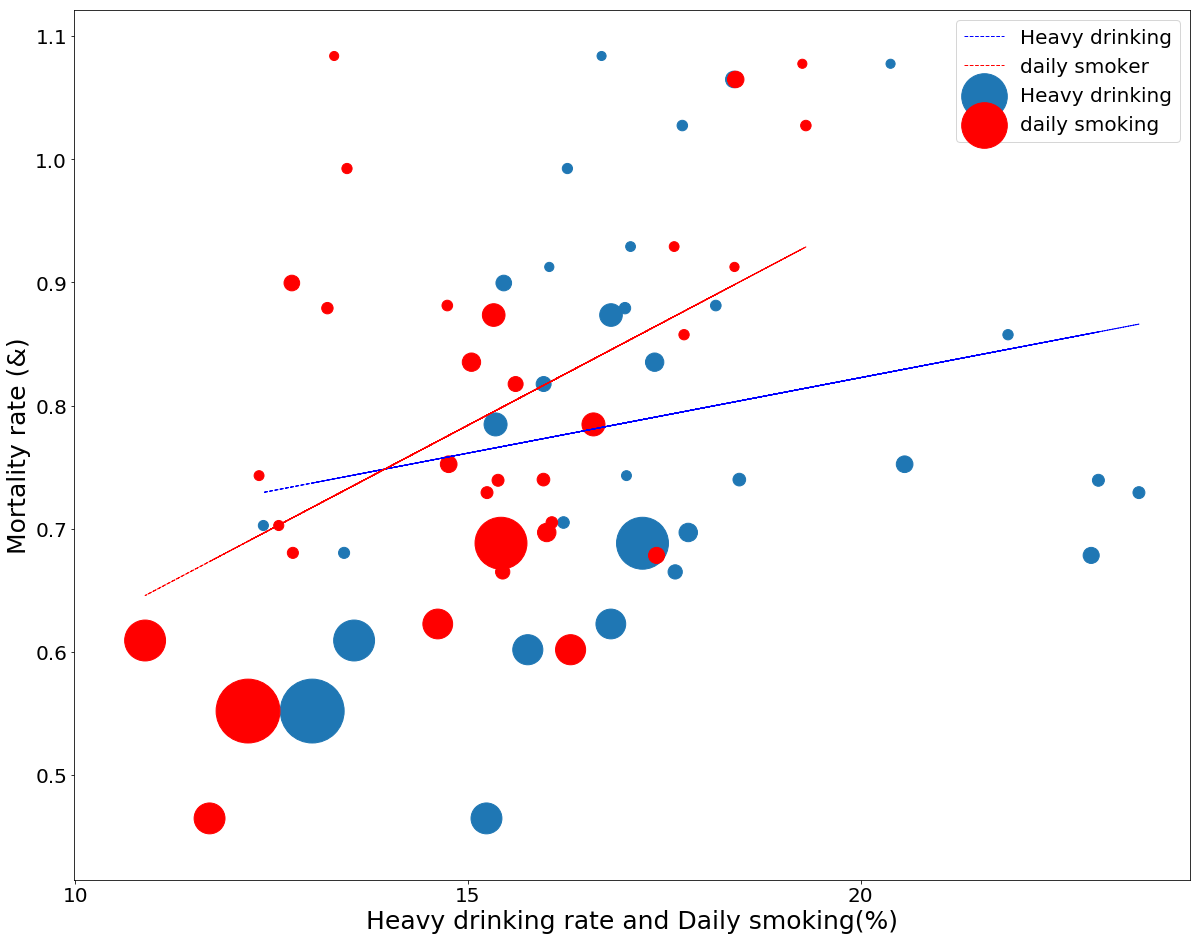 1.1
1.0
0.9
0.8
0.7
0.6
0.5
Mortality rate (&)
10
15
20
Heavy drinking rate and Daily smoking(%)
Heavy drinking
daily smoker
Heavy drinking
daily smoking